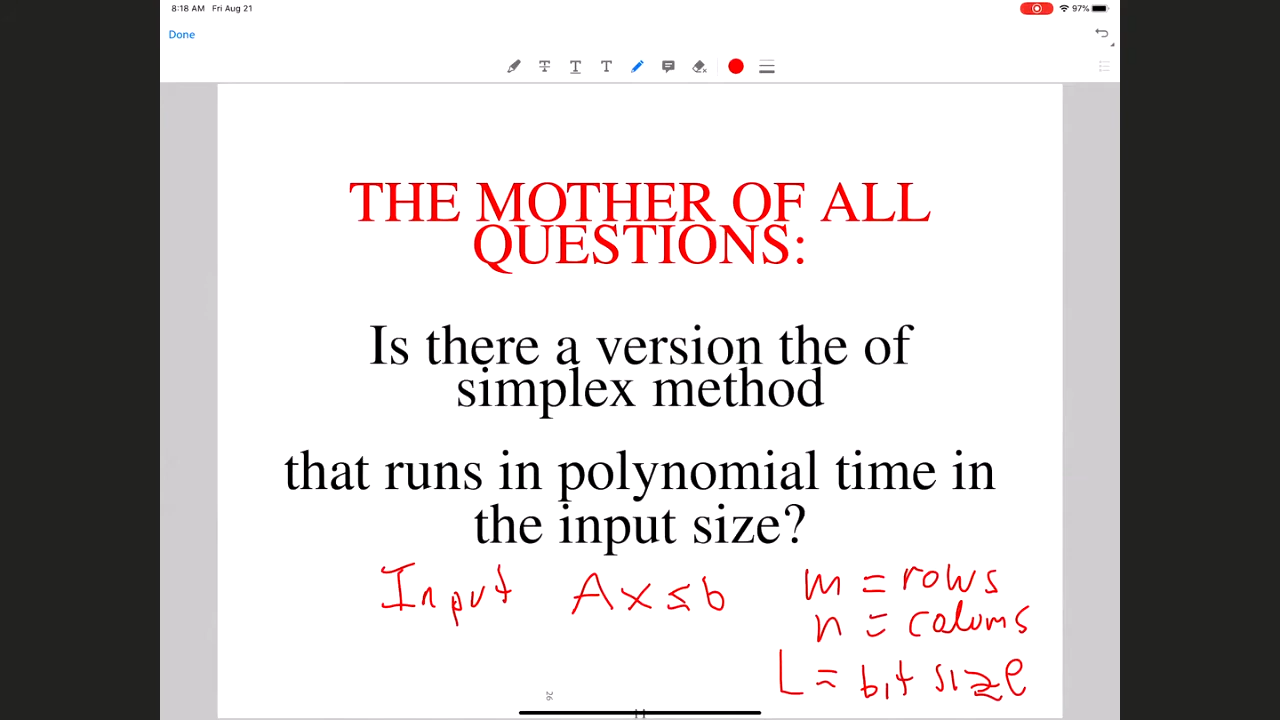 8:18 AM Fri Aug 21
97%
Done
T T T
THE MOTHER OF ALL
QUESTIONS:
Is there a version the of
simplex method
that runs in polynomial time in
the input size?
Input Ax ≤ b m = rows
n = colums
L = bit size
26